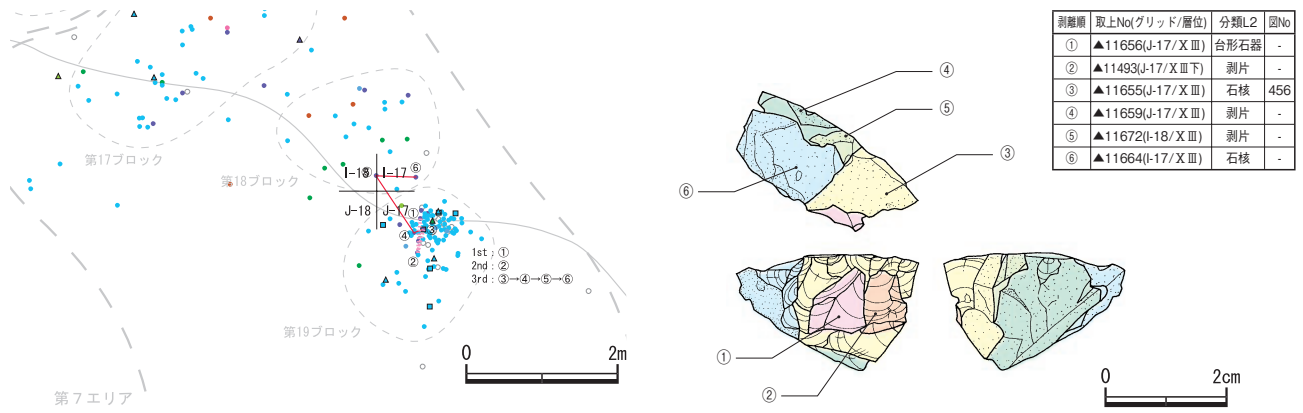 第17ブロック
第18ブロック
I-18 I-17 ⑥
J-18 J-17 ①
③
④
②
1st：①
2nd：②
3rd：③→④→⑤→⑥
第19ブロック
第７エリア
0 2m
④
⑤
③
⑥
①
②
0 2cm
剥離順 取上No(グリッド/層位) 分類L2 図No
① ▲11656(J-17/ⅩⅢ) 台形石器 -
② ▲11493(J-17/ⅩⅢ下) 剥片 -
③ ▲11655(J-17/ⅩⅢ) 石核 456
④ ▲11659(J-17/ⅩⅢ) 剥片 -
⑤ ▲11672(I-18/ⅩⅢ) 剥片 -
⑥ ▲11664(I-17/ⅩⅢ) 石核 -